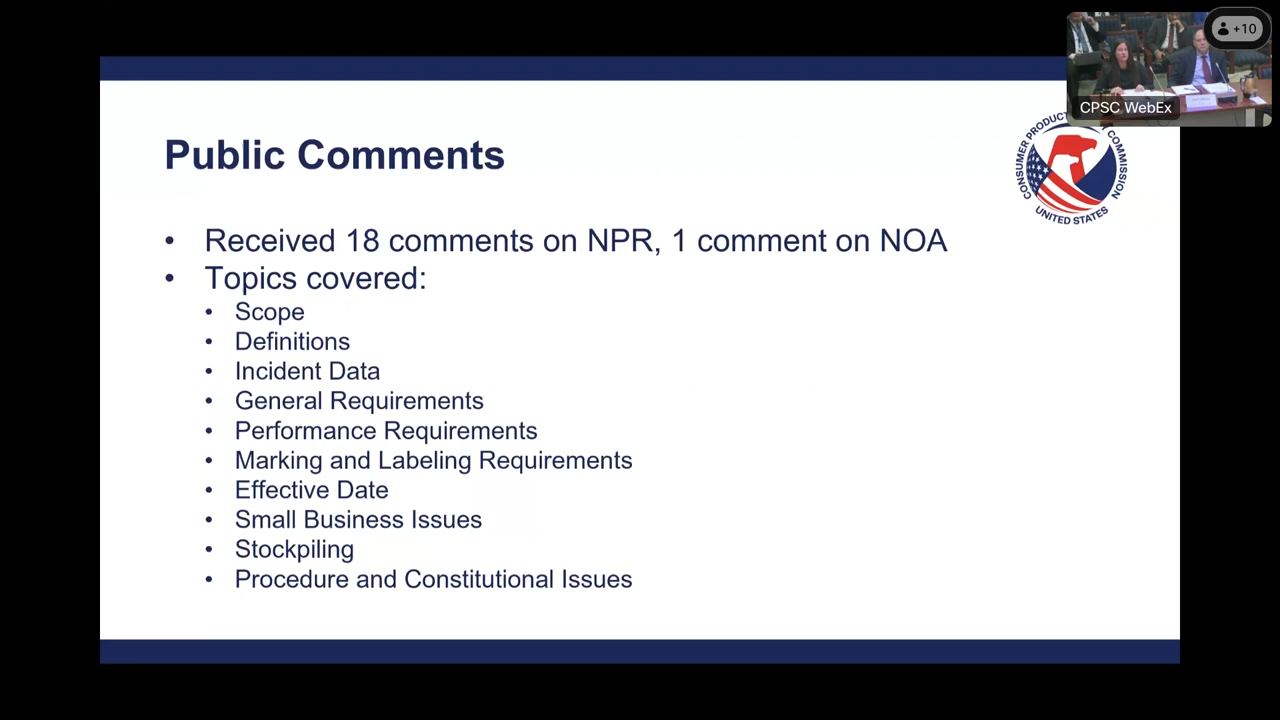 +10
CPSC WebEx
Public Comments
CONSUMER PRODUCT COMMISSION
UNITED STATES
• Received 18 comments on NPR, 1 comment on NOA
• Topics covered:
• Scope
• Definitions
• Incident Data
• General Requirements
• Performance Requirements
• Marking and Labeling Requirements
• Effective Date
• Small Business Issues
• Stockpiling
• Procedure and Constitutional Issues